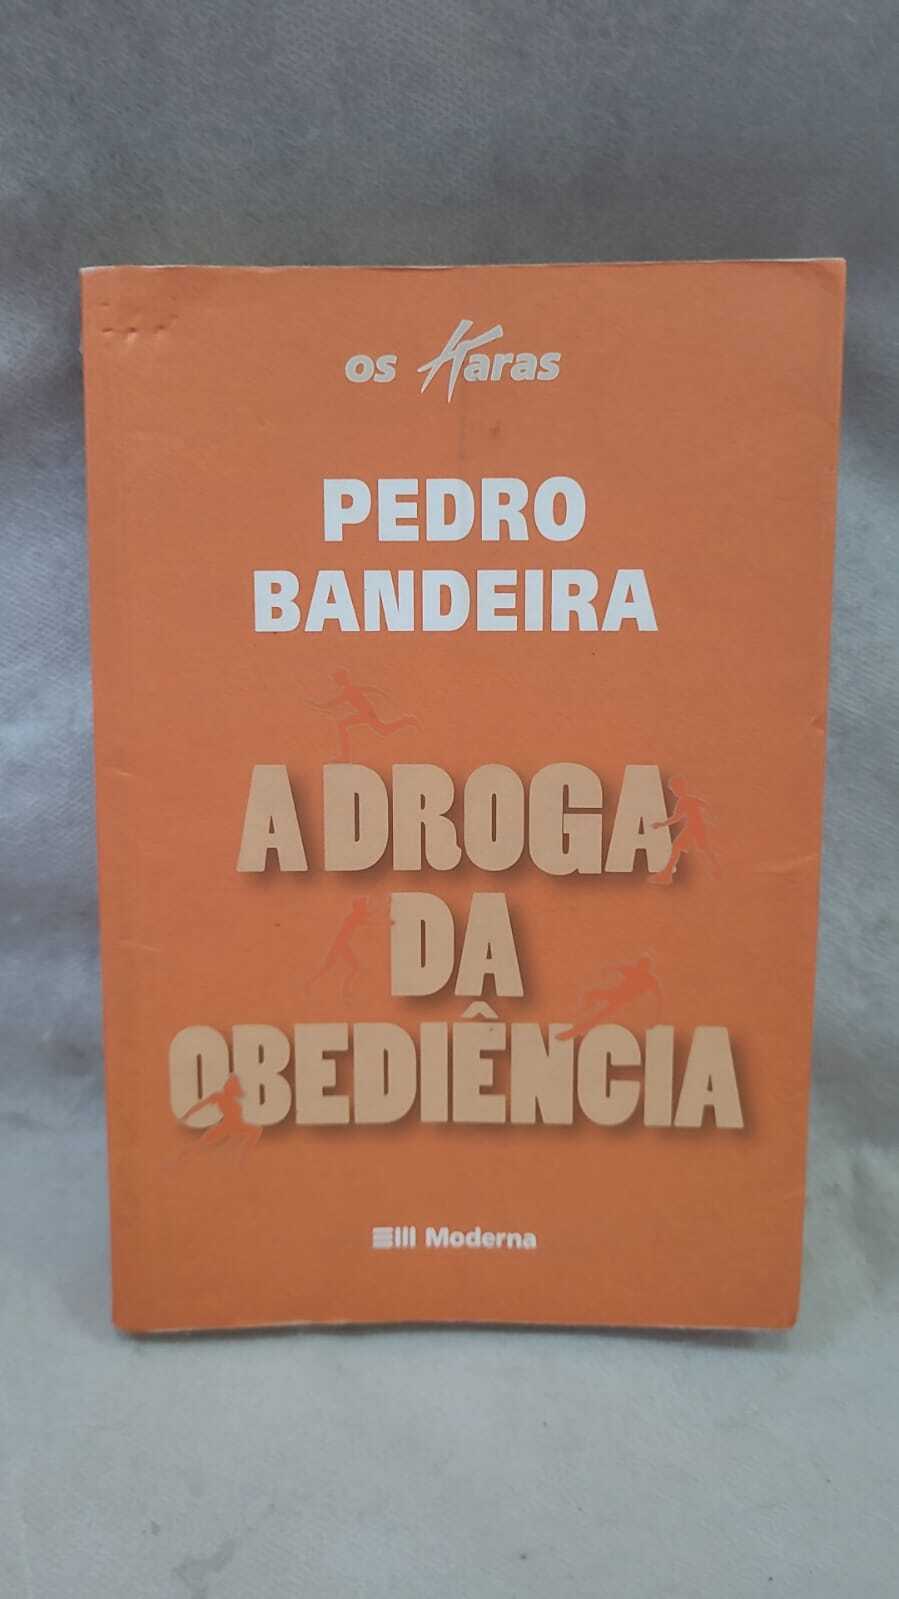 os Karas
PEDRO
BANDEIRA
A DROGA
DA
OBEDIÊNCIA
Moderna